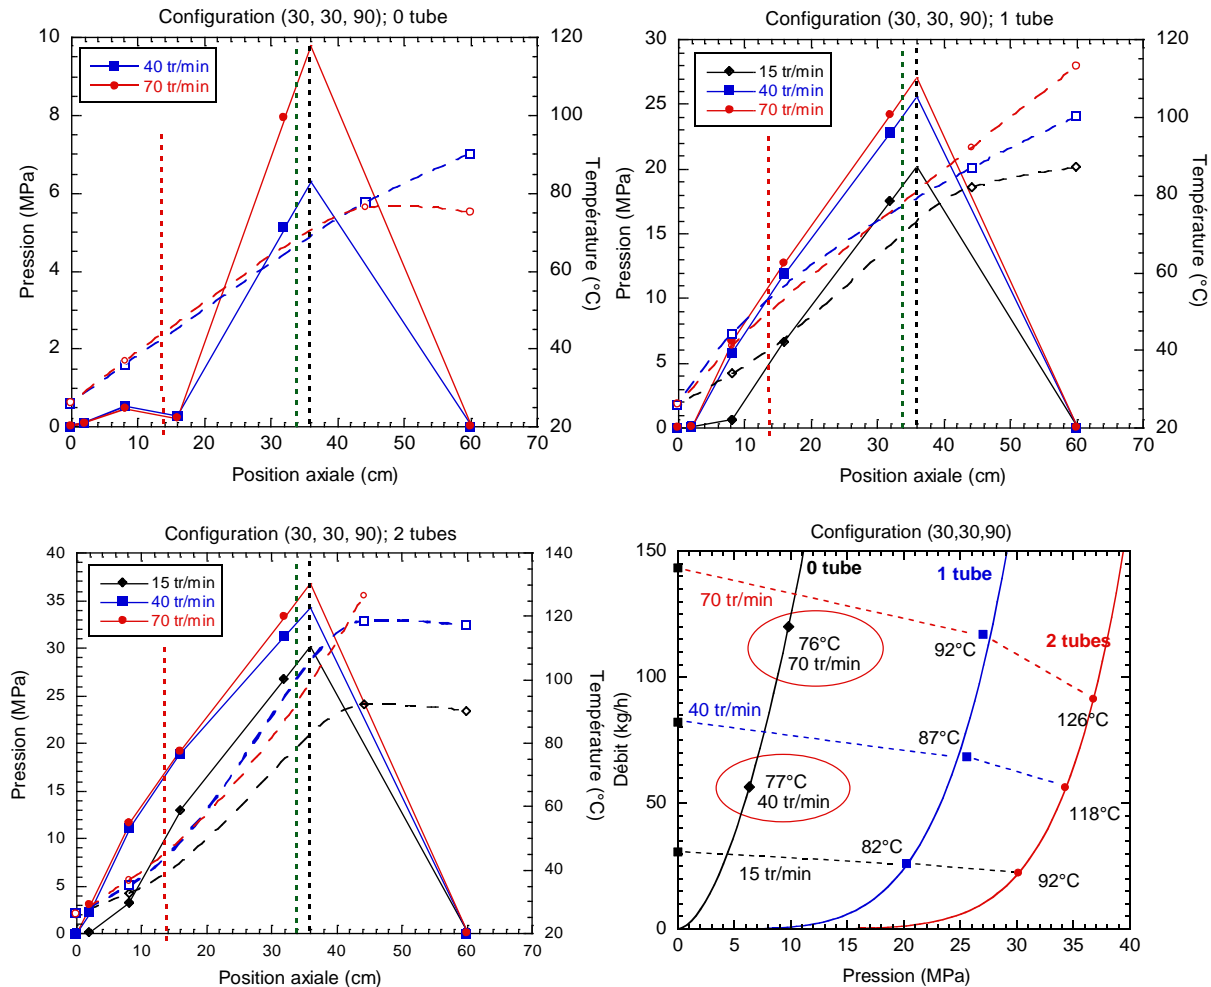 Configuration (30, 30, 90); 0 tube
10
8
6
4
2
0
Pression (MPa)
40 tr/min
70 tr/min
120
100
80
60
40
20
Température (°C)
0
10
20
30
40
50
60
70
Position axiale (cm)
Configuration (30, 30, 90); 1 tube
30
25
20
15
10
5
0
Pression (MPa)
15 tr/min
40 tr/min
70 tr/min
120
100
80
60
40
20
Température (°C)
0
10
20
30
40
50
60
70
Position axiale (cm)
Configuration (30, 30, 90); 2 tubes
40
35
30
25
20
15
10
5
0
Pression (MPa)
15 tr/min
40 tr/min
70 tr/min
140
120
100
80
60
40
20
Température (°C)
0
10
20
30
40
50
60
70
Position axiale (cm)
Configuration (30,30,90)
150
100
50
0
Débit (kg/h)
0 tube
1 tube
2 tubes
70 tr/min
76°C
70 tr/min
92°C
126°C
40 tr/min
87°C
77°C
40 tr/min
118°C
82°C
15 tr/min
92°C
0
5
10
15
20
25
30
35
40
Pression (MPa)